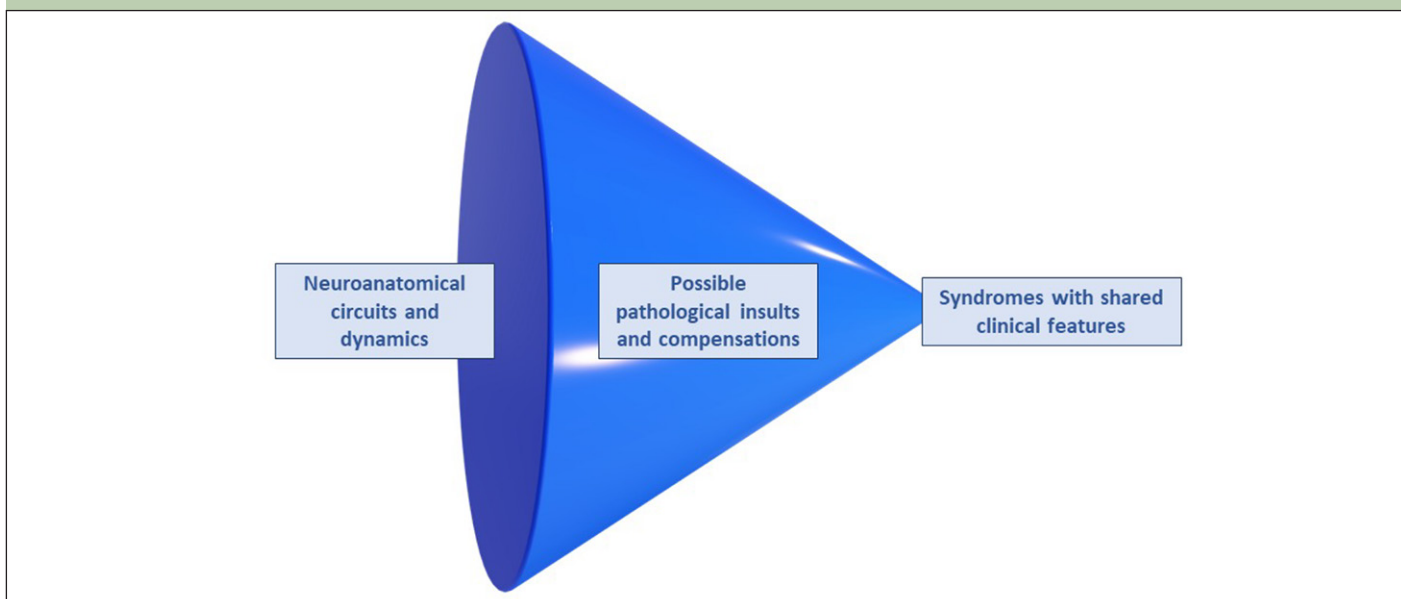 Neuroanatomical
circuits and
dynamics
Possible
pathological insults
and compensations
Syndromes with shared
clinical features